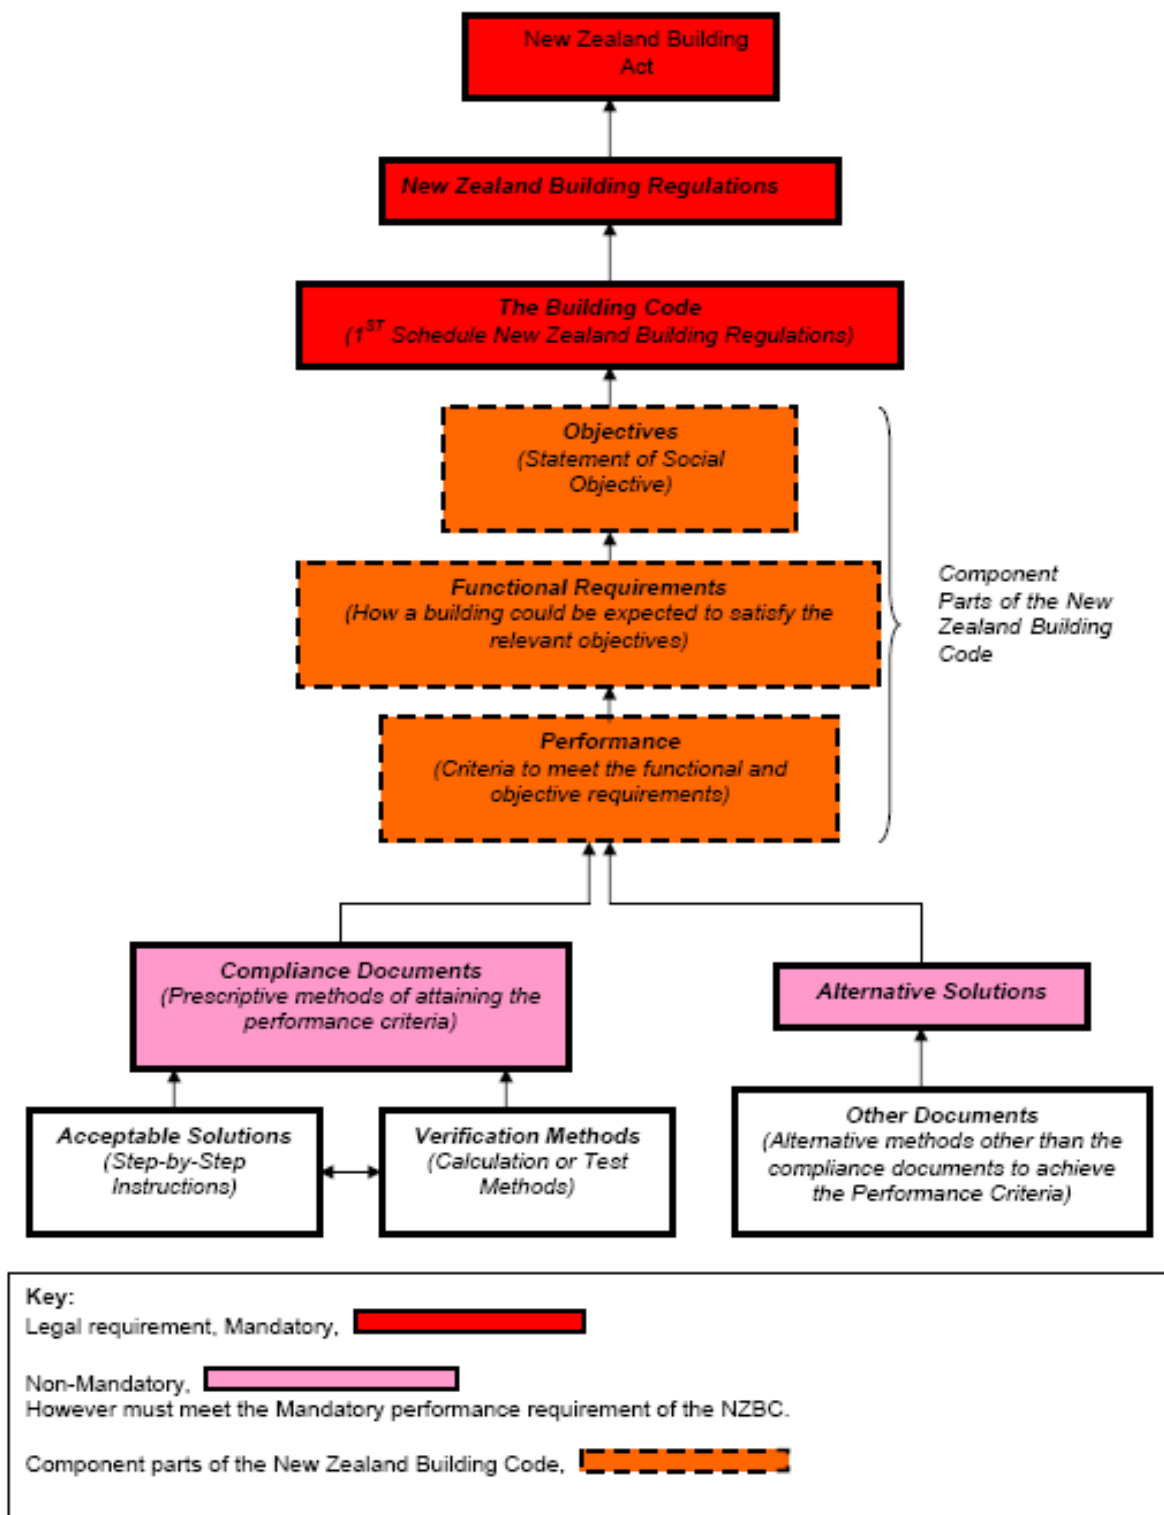 New Zealand Building
Act
New Zealand Building Regulations
The Building Code
(1ST Schedule New Zealand Building Regulations)
Objectives
(Statement of Social
Objective)
Functional Requirements
(How a building could be expected to satisfy the
relevant objectives)
Component
Parts of the New
Zealand Building
Code
Performance
(Criteria to meet the functional and
objective requirements)
Compliance Documents
(Prescriptive methods of attaining the
performance criteria)
Alternative Solutions
Acceptable Solutions
(Step-by-Step
Instructions)
Verification Methods
(Calculation or Test
Methods)
Other Documents
(Alternative methods other than the
compliance documents to achieve
the Performance Criteria)
Key:
Legal requirement, Mandatory,
Non-Mandatory,
However must meet the Mandatory performance requirement of the NZBC.
Component parts of the New Zealand Building Code,